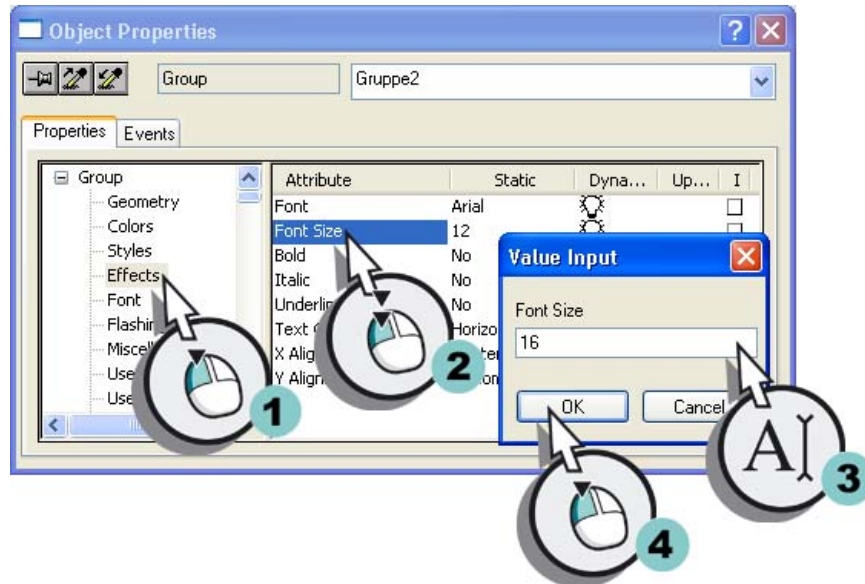 Object Properties
Group Gruppe2
Properties Events
Group
Geometry
Colors
Styles
Effects
Font
Attribute Static Dyna... Up... I
Font Arial
Font Size 12
Bold No
Italic No
No
Value Input
Font Size
16
OK
1
2
3
4